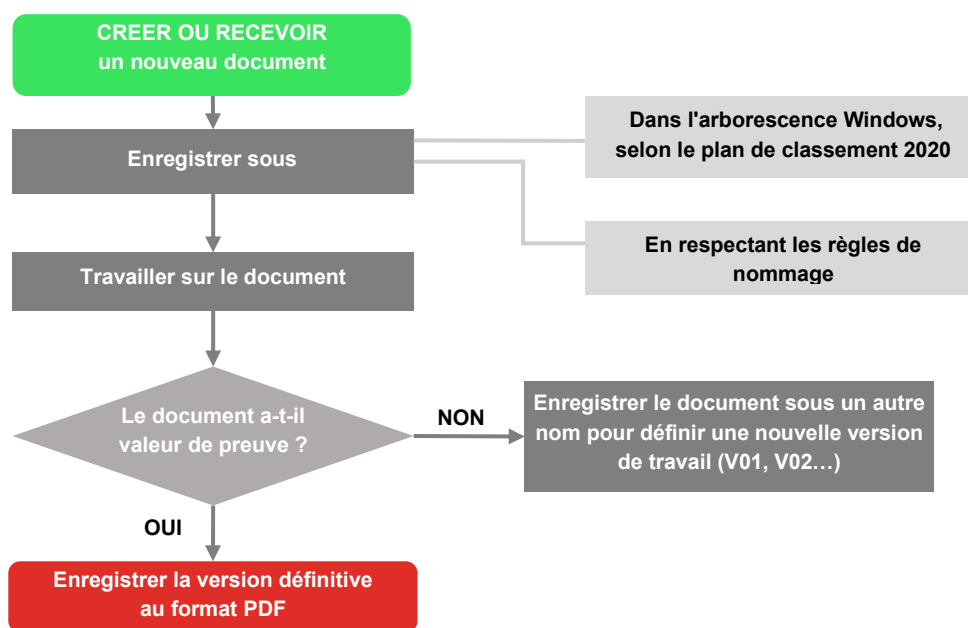 CREER OU RECEVOIR
un nouveau document
Enregistrer sous
Dans l'arborescence Windows,
selon le plan de classement 2020
En respectant les règles de
nommage
Travailler sur le document
Le document a-t-il
valeur de preuve ?
NON
Enregistrer le document sous un autre
nom pour définir une nouvelle version
de travail (V01, V02…)
OUI
Enregistrer la version définitive
au format PDF